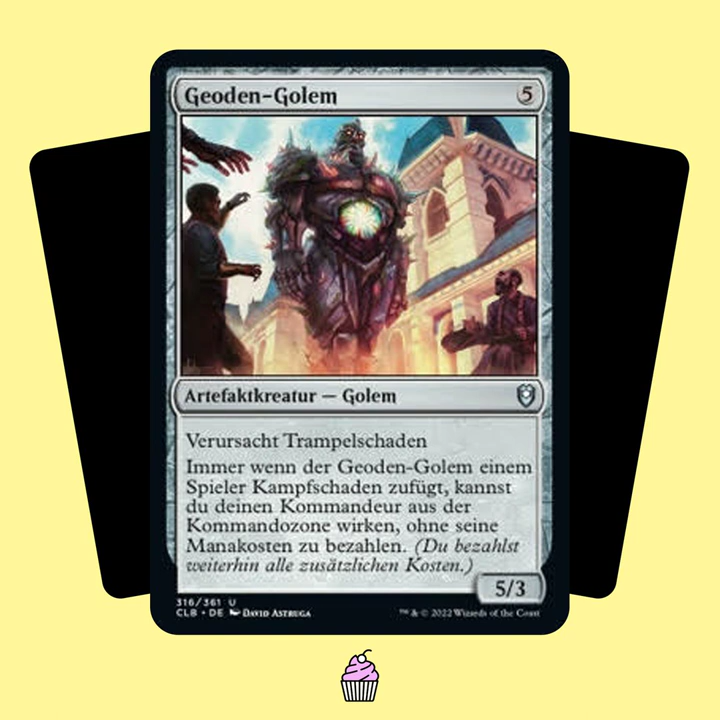 Geoden-Golem 5
Artefaktkreatur — Golem
Verursacht Trampelschaden
Immer wenn der Geoden-Golem einem
Spieler Kampfschaden zufügt, kannst
du deinen Kommandeur aus der
Kommandozone wirken, ohne seine
Manakosten zu bezahlen. (Du bezahlst
weiterhin alle zusätzlichen Kosten.)
5/3
316/361 U
CLB • DE David Astruga
™ & © 2022 Wizards of the Coast